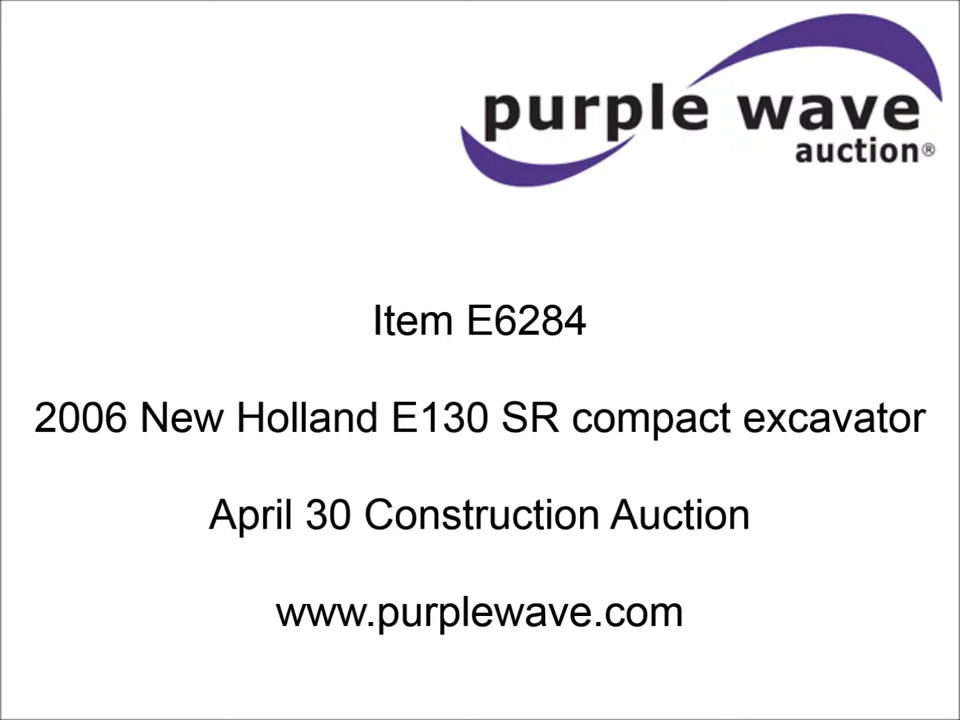 purple wave
auction®
Item E6284
2006 New Holland E130 SR compact excavator
April 30 Construction Auction
www.purplewave.com